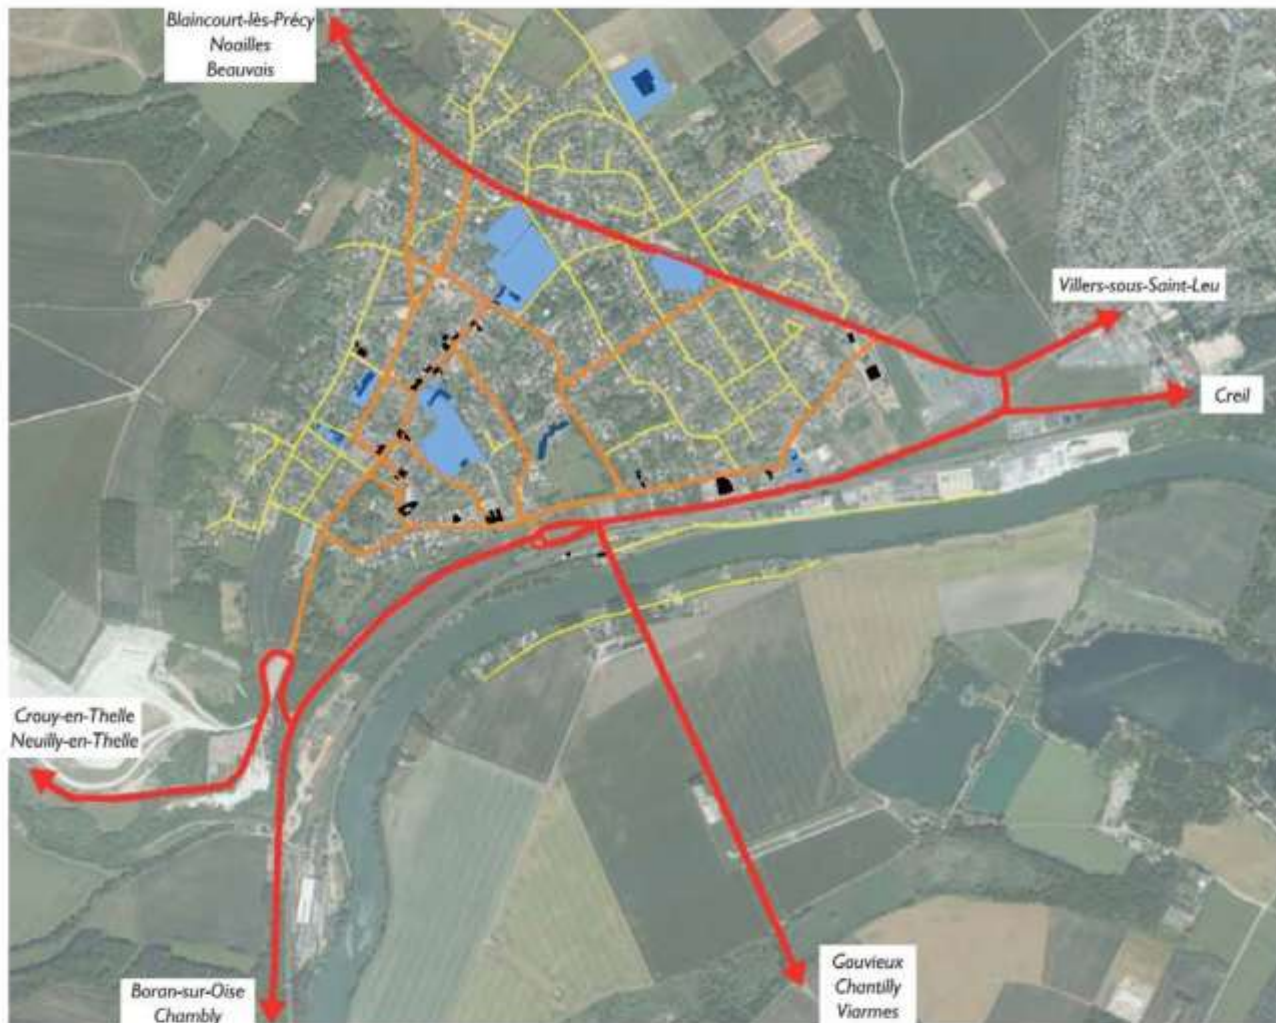 Blaincourt-lès-Précy
Noailles
Beauvais
Villers-sous-Saint-Leu
Creil
Crouy-en-Thelle
Neuilly-en-Thelle
Gouvieux
Chantilly
Viarmes
Boran-sur-Oise
Chambly